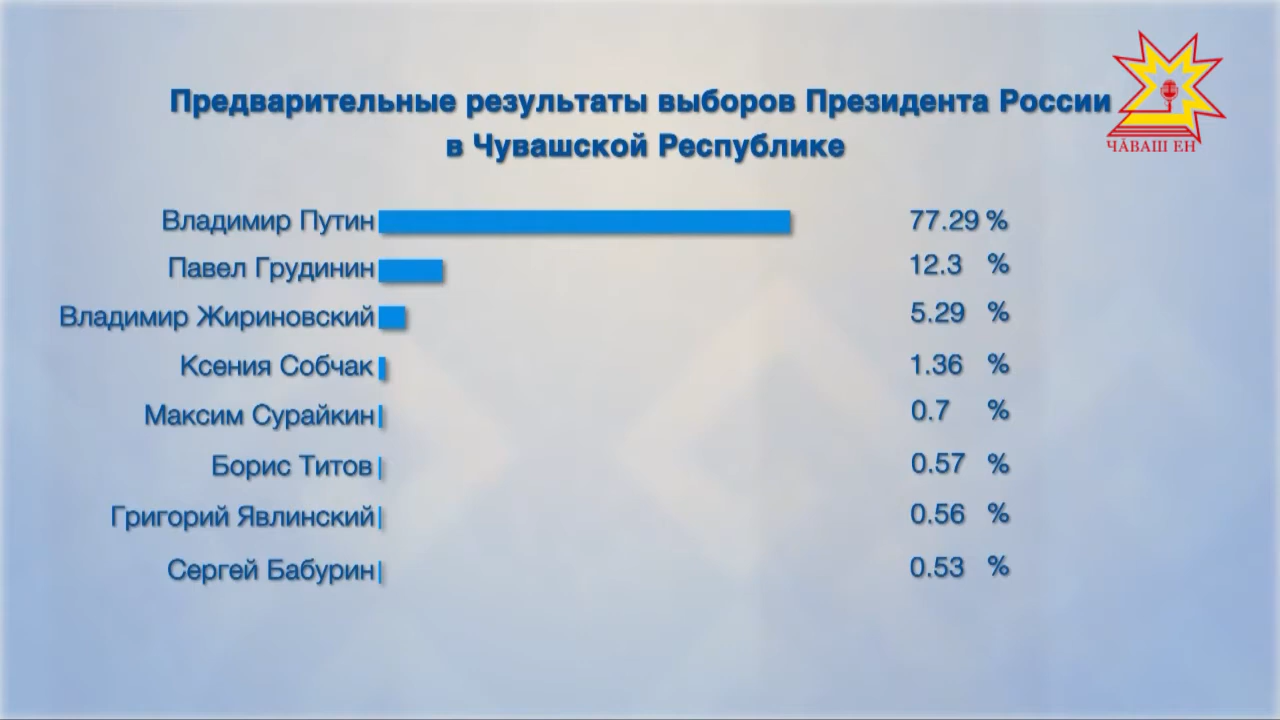 Предварительные результаты выборов Президента России
в Чувашской Республике
ЧӐВАШ ЕН
Владимир Путин 77.29 %
Павел Грудинин 12.3 %
Владимир Жириновский 5.29 %
Ксения Собчак 1.36 %
Максим Сурайкин 0.7 %
Борис Титов 0.57 %
Григорий Явлинский 0.56 %
Сергей Бабурин 0.53 %